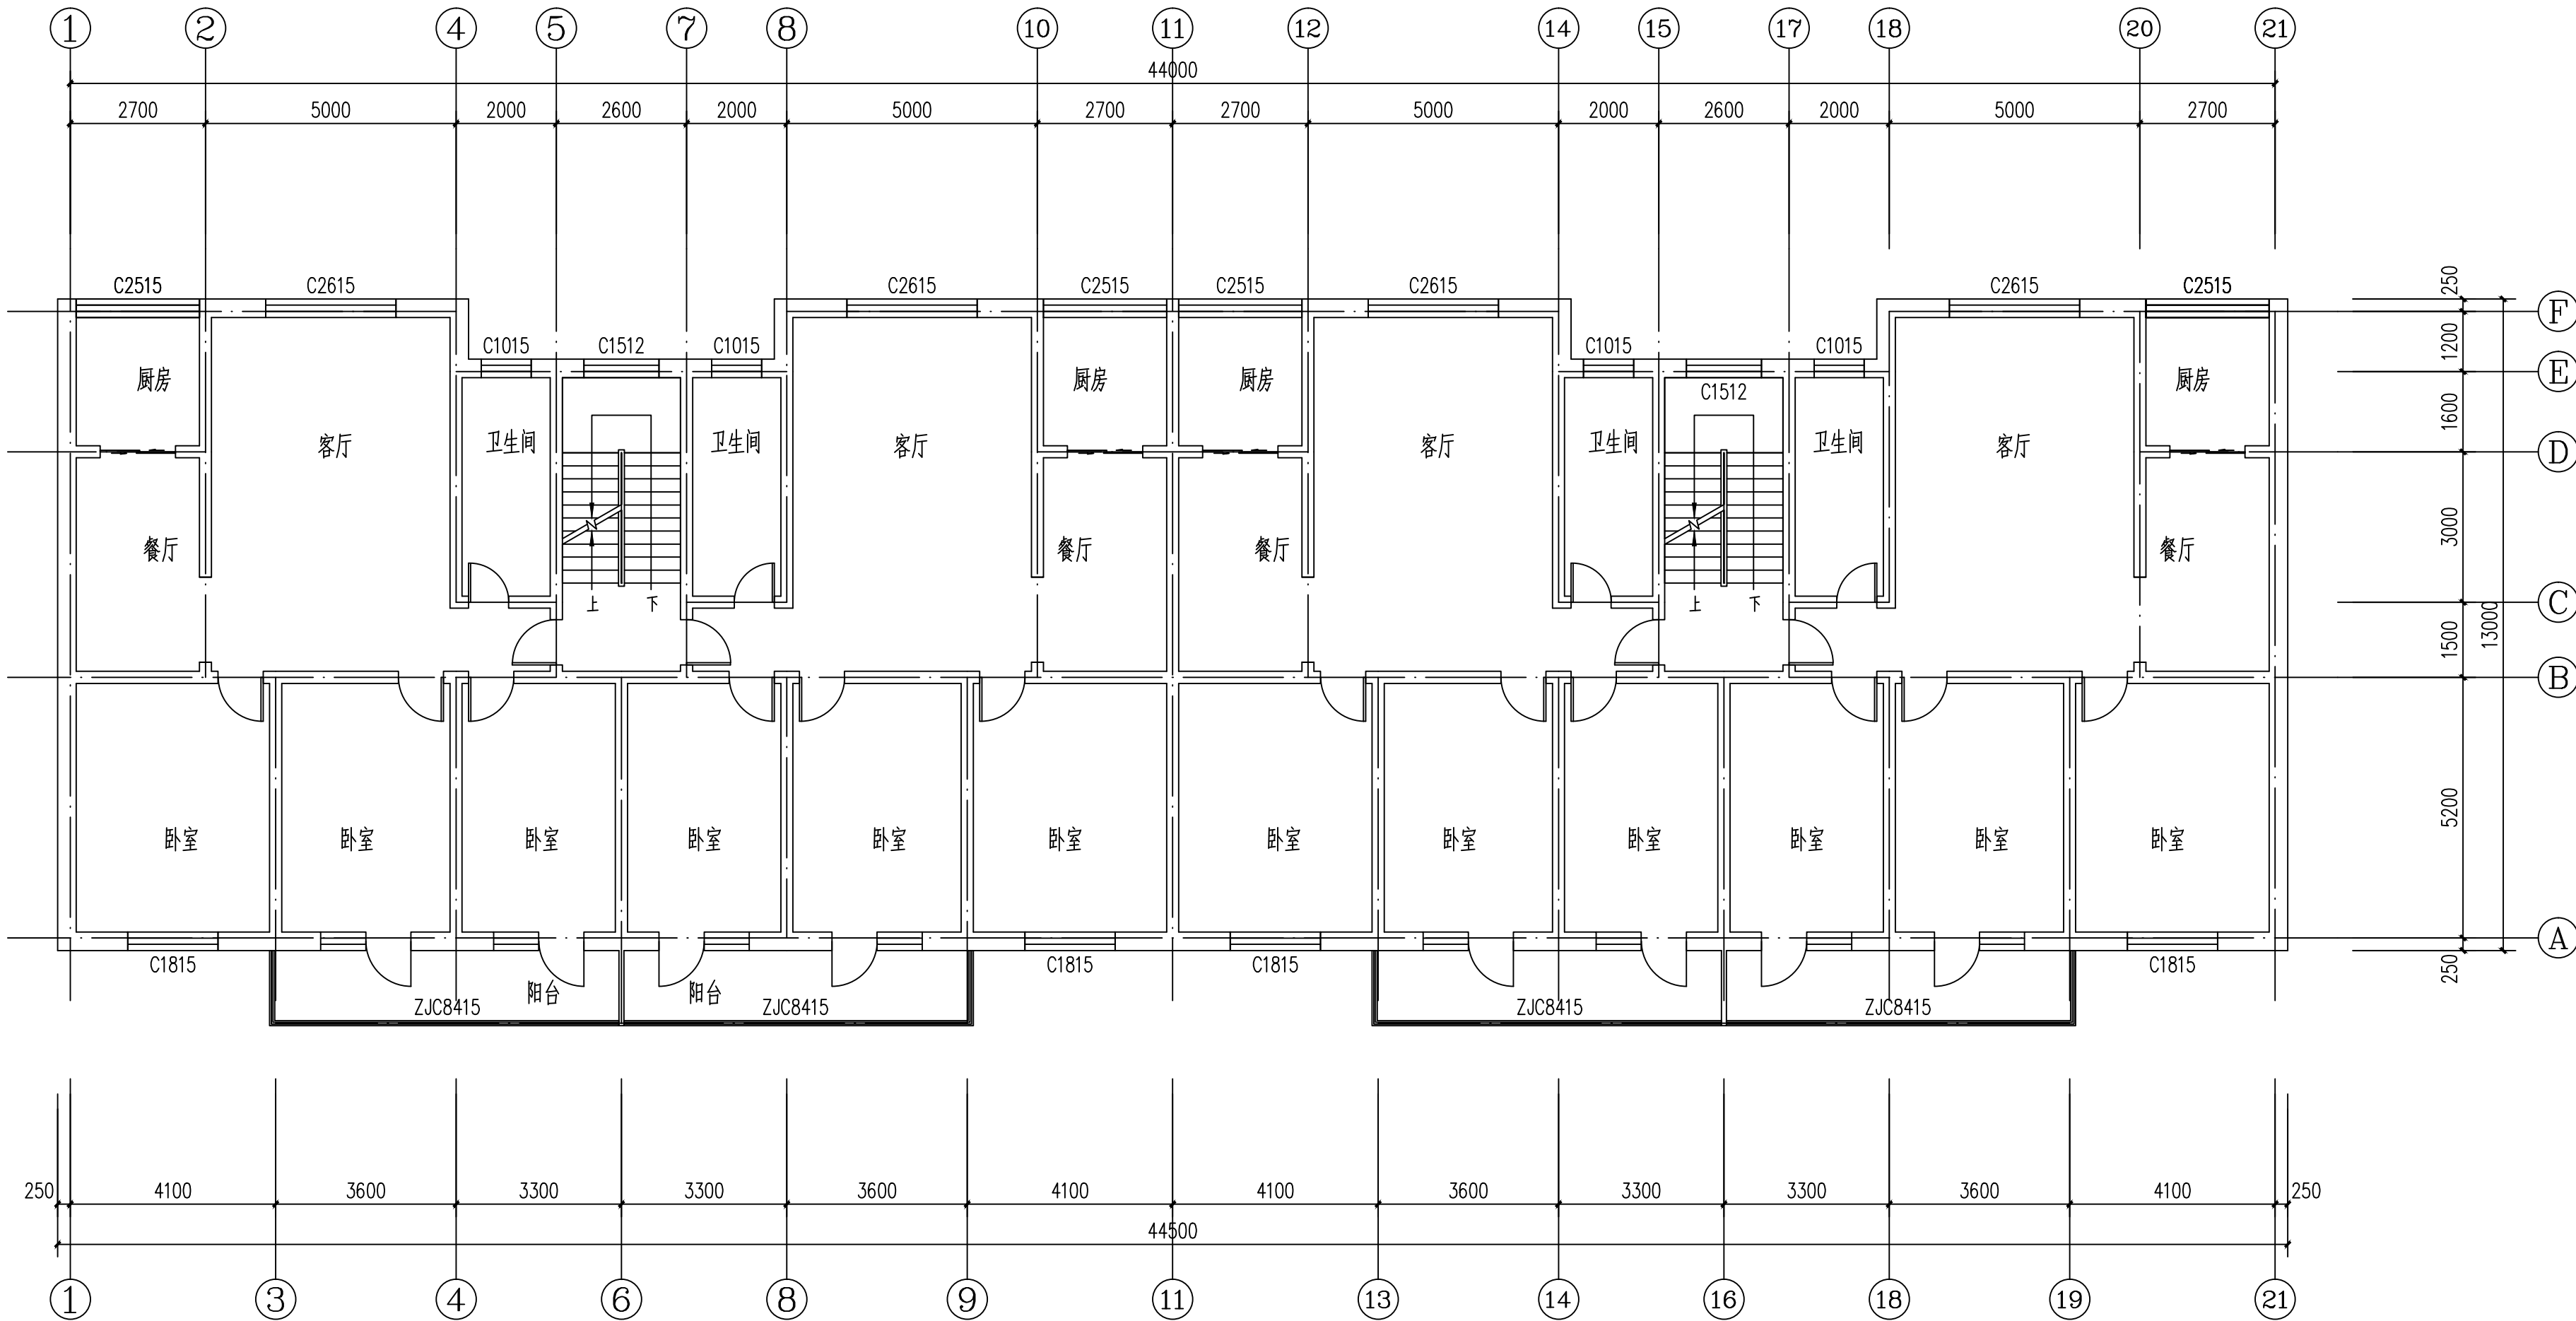 1 2 4 5 7 8 10 11 12 14 15 17 18 20 21
44000
2700 5000 2000 2600 2000 5000 2700 2700 5000 2000 2600 2000 5000 2700
C2515 C2615 C2615 C2515 C2515 C2615 C2615 C2515
250
F
C1015 C1512 C1015 C1015 C1015
1200
E
厨房 厨房 厨房 C1512 厨房
1600
客厅 卫生间 卫生间 客厅 客厅 卫生间 卫生间 客厅
D
餐厅 餐厅 餐厅 餐厅
3000
上 下 上 下
C
13000
1500
B
5200
卧室 卧室 卧室 卧室 卧室 卧室 卧室 卧室 卧室 卧室 卧室 卧室
A
C1815 C1815 C1815 C1815
250
阳台 阳台
ZJC8415 ZJC8415 ZJC8415 ZJC8415
250 4100 3600 3300 3300 3600 4100 4100 3600 3300 3300 3600 4100 250
44500
1 3 4 6 8 9 11 13 14 16 18 19 21